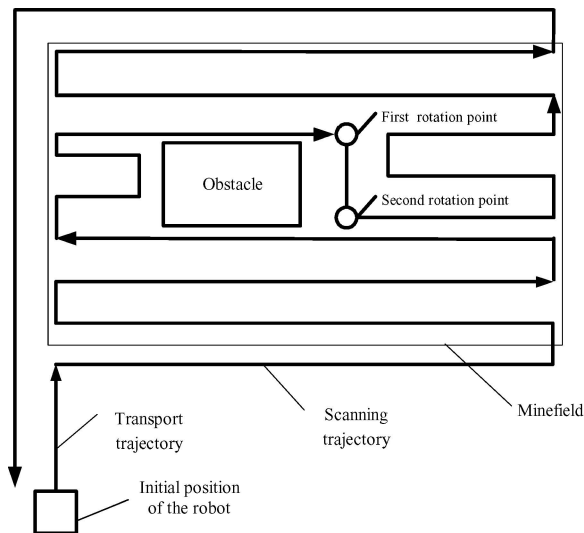 First rotation point
Obstacle
Second rotation point
Minefield
Scanning
trajectory
Transport
trajectory
Initial position
of the robot